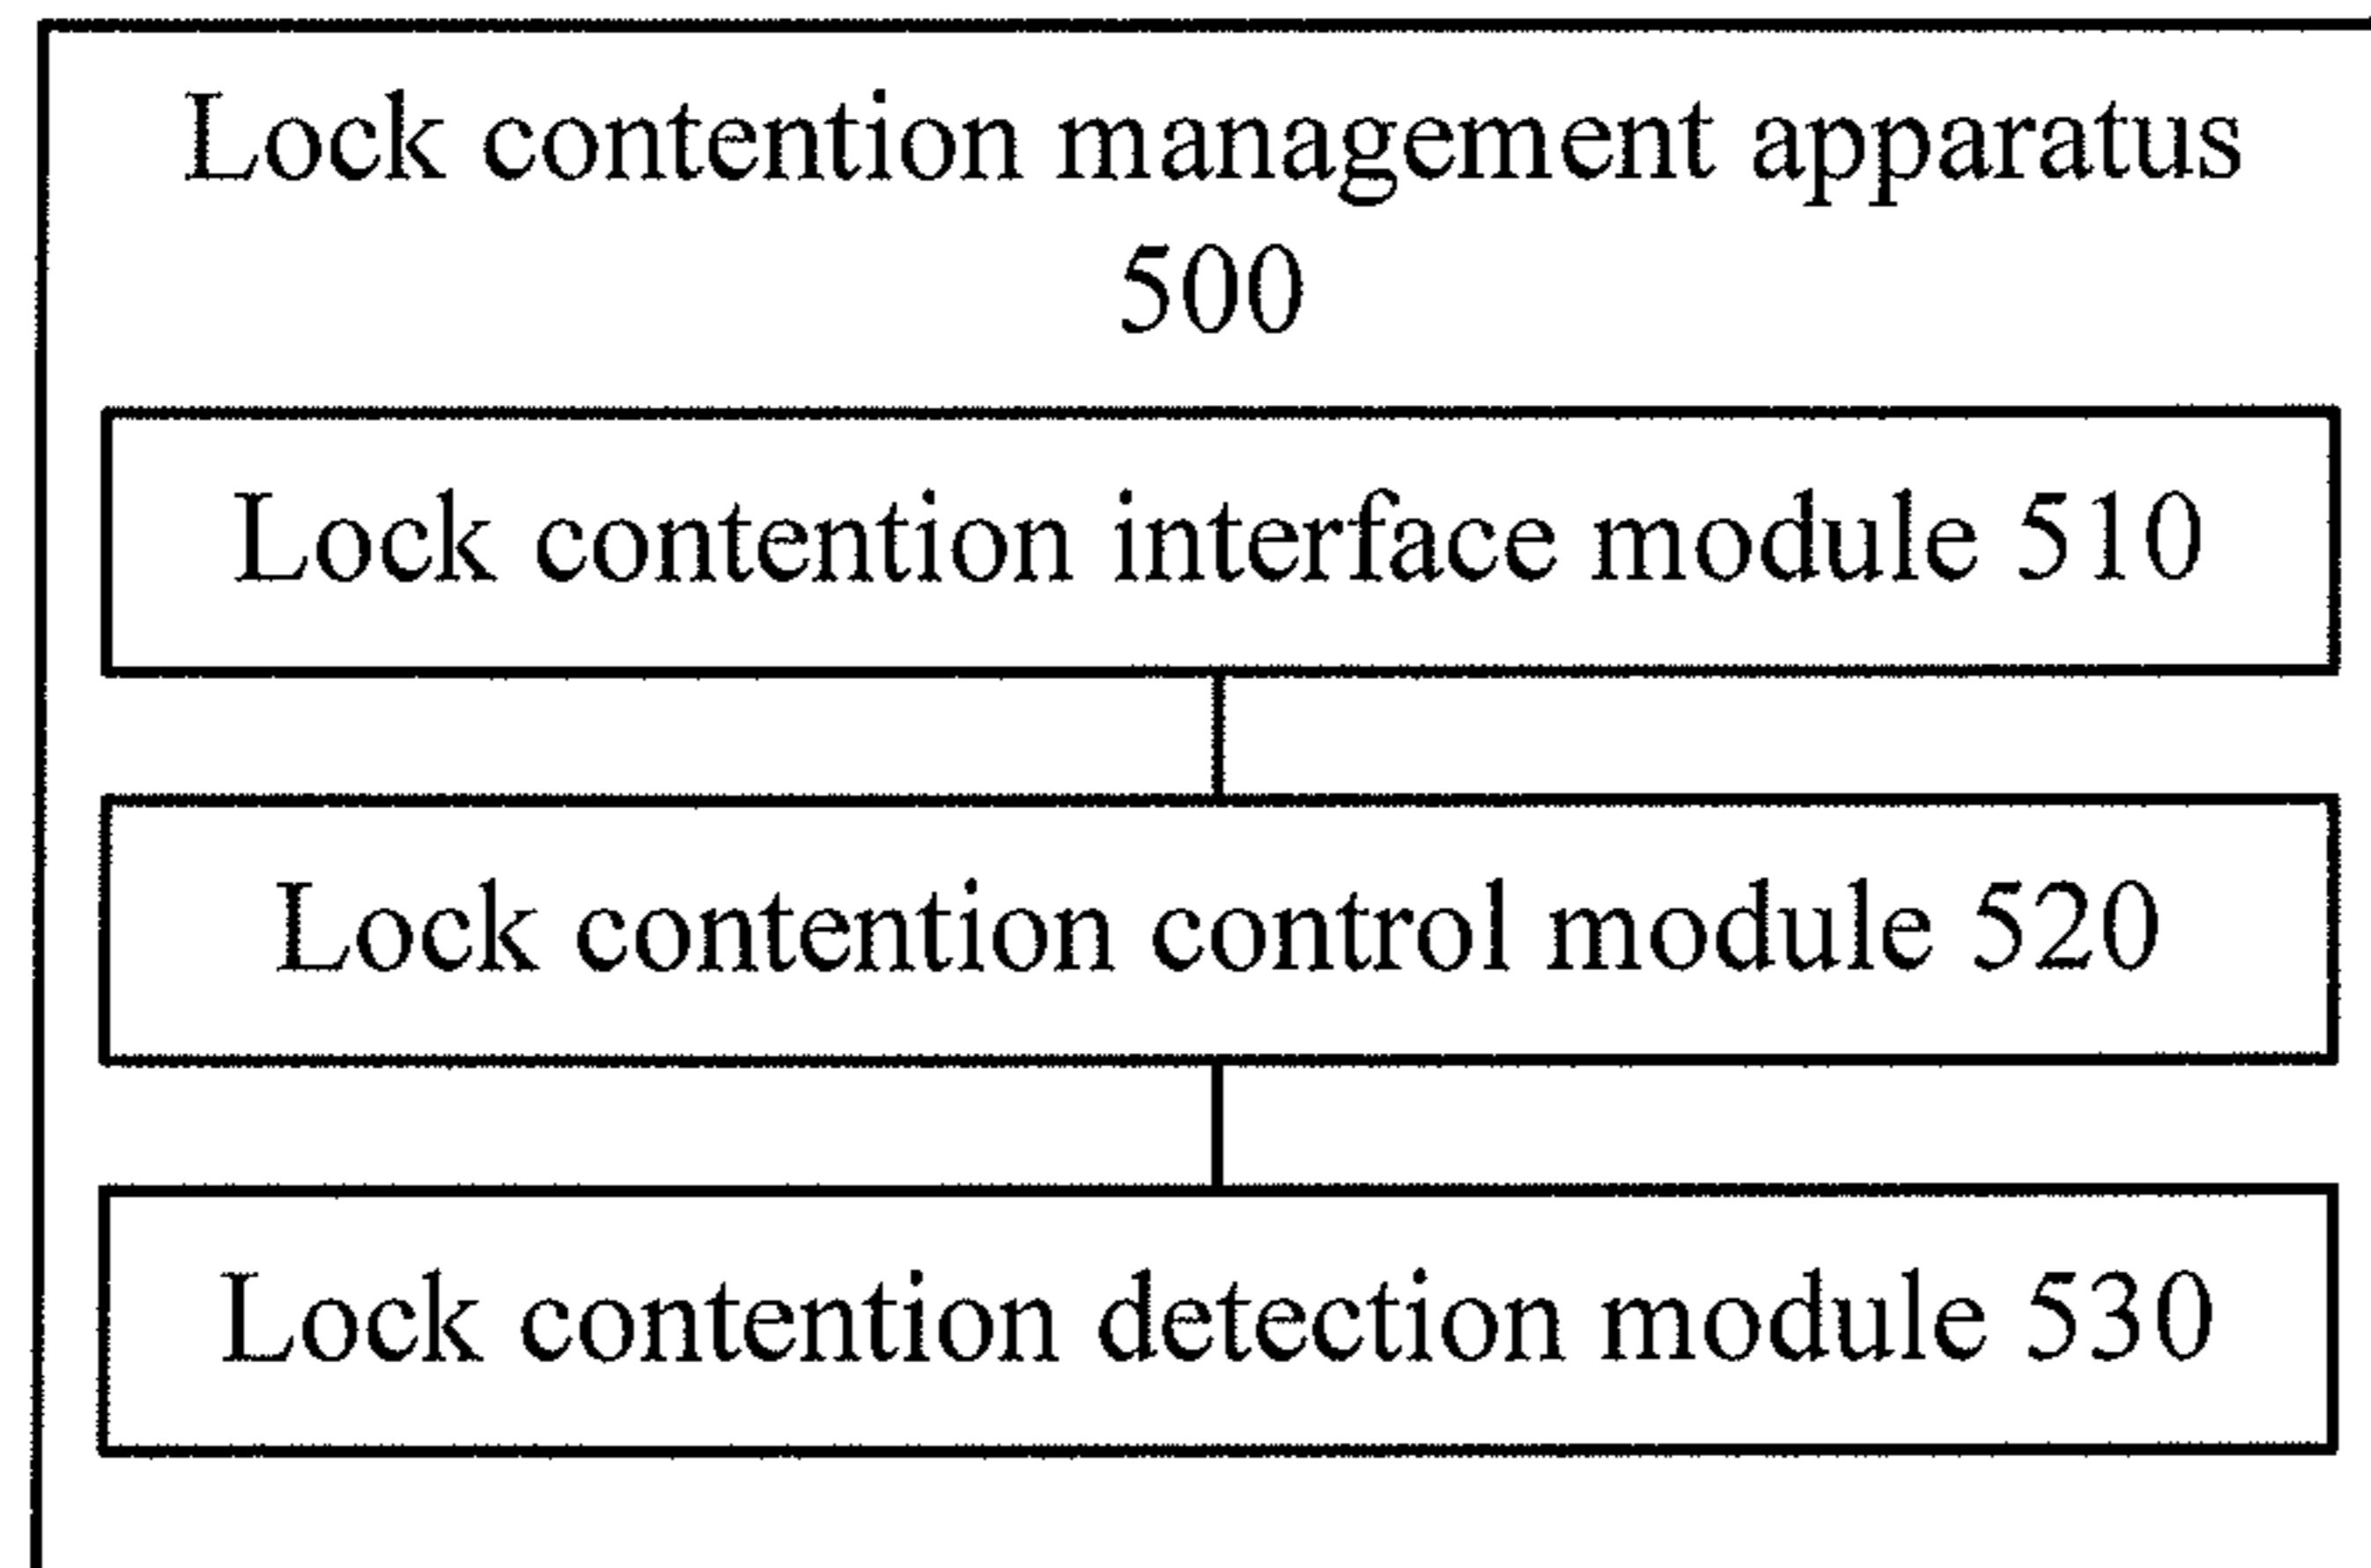 Lock contention management apparatus
500
Lock contention interface module 510
Lock contention control module 520
Lock contention detection module 530